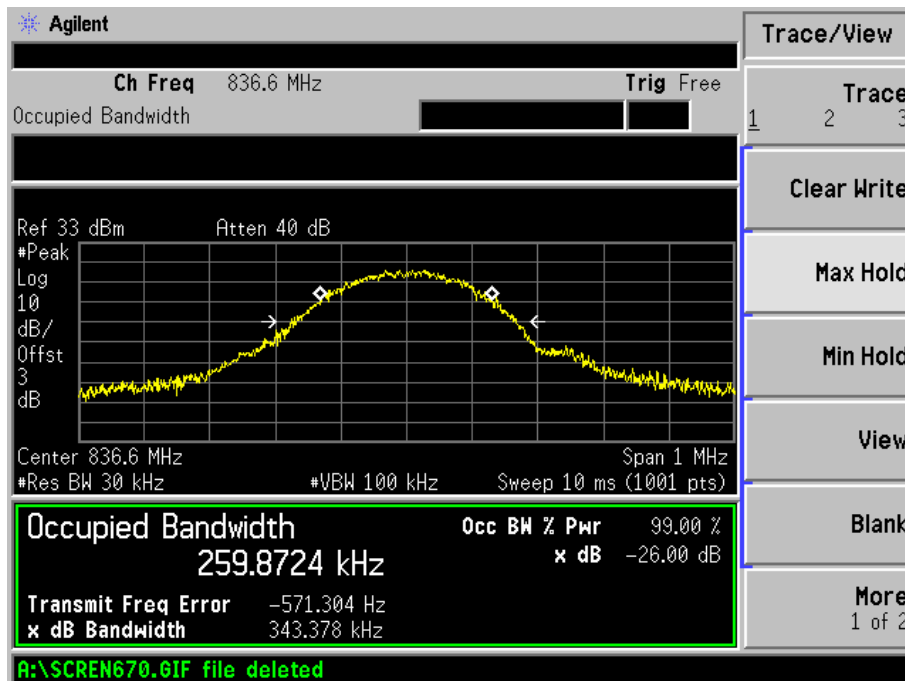 Agilent
Trace/View
Ch Freq 836.6 MHz Trig Free
Occupied Bandwidth
Trace
1 2 3
Clear Write
Ref 33 dBm Atten 40 dB
#Peak
Log
10
dB/
Offst
3
dB
Max Hold
Min Hold
View
Center 836.6 MHz Span 1 MHz
#Res BW 30 kHz #VBW 100 kHz Sweep 10 ms (1001 pts)
Occupied Bandwidth
259.8724 kHz
Occ BW % Pwr 99.00 %
x dB -26.00 dB
Transmit Freq Error -571.304 Hz
x dB Bandwidth 343.378 kHz
Blank
More
1 of 2
A:\SCREN670.GIF file deleted